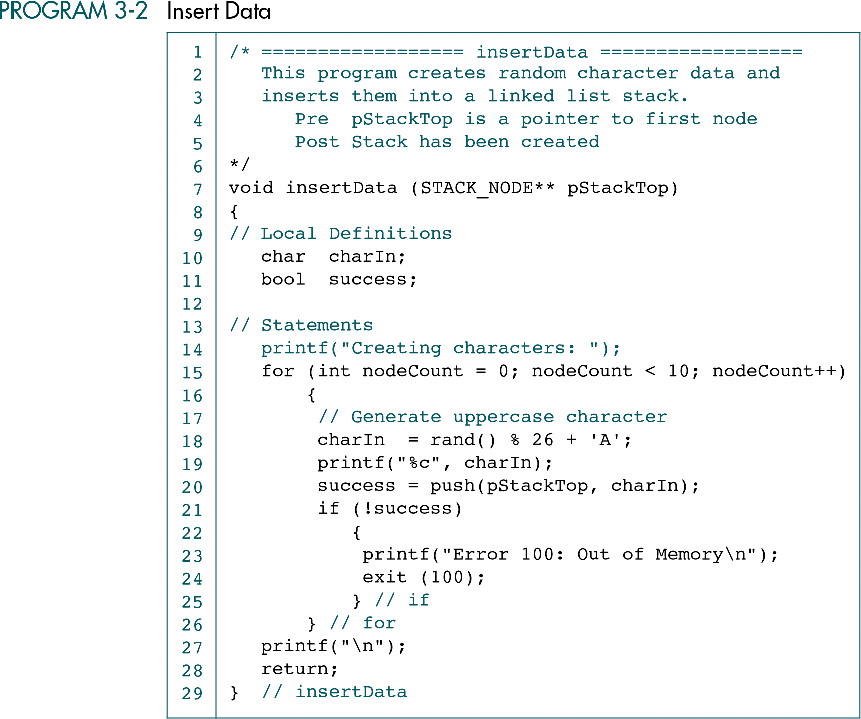 PROGRAM 3-2 Insert Data
1 /* ================== insertData ==================
2 This program creates random character data and
3 inserts them into a linked list stack.
4 Pre pStackTop is a pointer to first node
5 Post Stack has been created
6 */
7 void insertData (STACK_NODE** pStackTop)
8 {
9 // Local Definitions
10 char charIn;
11 bool success;
12
13 // Statements
14 printf("Creating characters: ");
15 for (int nodeCount = 0; nodeCount < 10; nodeCount++)
16 {
17 // Generate uppercase character
18 charIn = rand() % 26 + 'A';
19 printf("%c", charIn);
20 success = push(pStackTop, charIn);
21 if (!success)
22 {
23 printf("Error 100: Out of Memory\n");
24 exit (100);
25 } // if
26 } // for
27 printf("\n");
28 return;
29 } // insertData